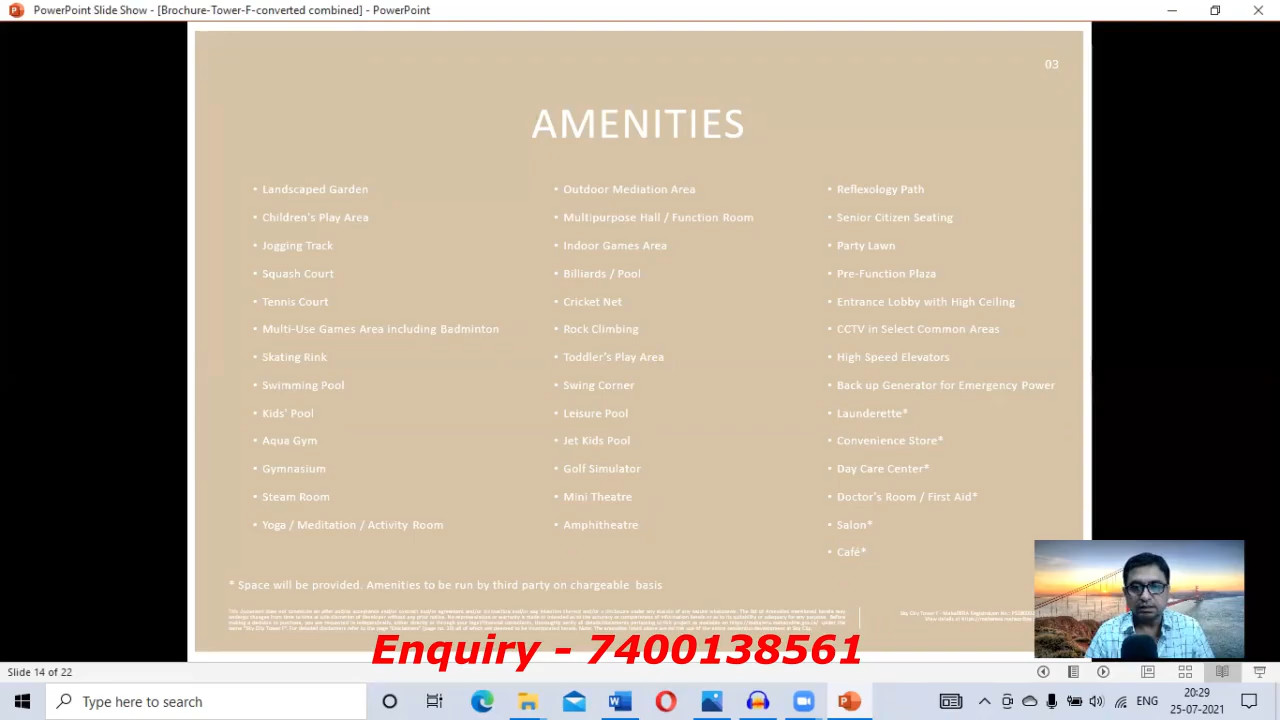 PowerPoint Slide Show - [Brochure-Tower-F-converted combined] - PowerPoint
03
AMENITIES
• Landscaped Garden
• Children's Play Area
• Jogging Track
• Squash Court
• Tennis Court
• Multi-Use Games Area including Badminton
• Skating Rink
• Swimming Pool
• Kids' Pool
• Aqua Gym
• Gymnasium
• Steam Room
• Yoga / Meditation / Activity Room
• Outdoor Mediation Area
• Multipurpose Hall / Function Room
• Indoor Games Area
• Billiards / Pool
• Cricket Net
• Rock Climbing
• Toddler's Play Area
• Swing Corner
• Leisure Pool
• Jet Kids Pool
• Golf Simulator
• Mini Theatre
• Amphitheatre
• Reflexology Path
• Senior Citizen Seating
• Party Lawn
• Pre-Function Plaza
• Entrance Lobby with High Ceiling
• CCTV in Select Common Areas
• High Speed Elevators
• Back up Generator for Emergency Power
• Launderette*
• Convenience Store*
• Day Care Center*
• Doctor's Room / First Aid*
• Salon*
• Café*
* Space will be provided. Amenities to be run by third party on chargeable basis
Enquiry - 7400138561
Slide 14 of 22
Type here to search
ENG
20:29
25-07-2021